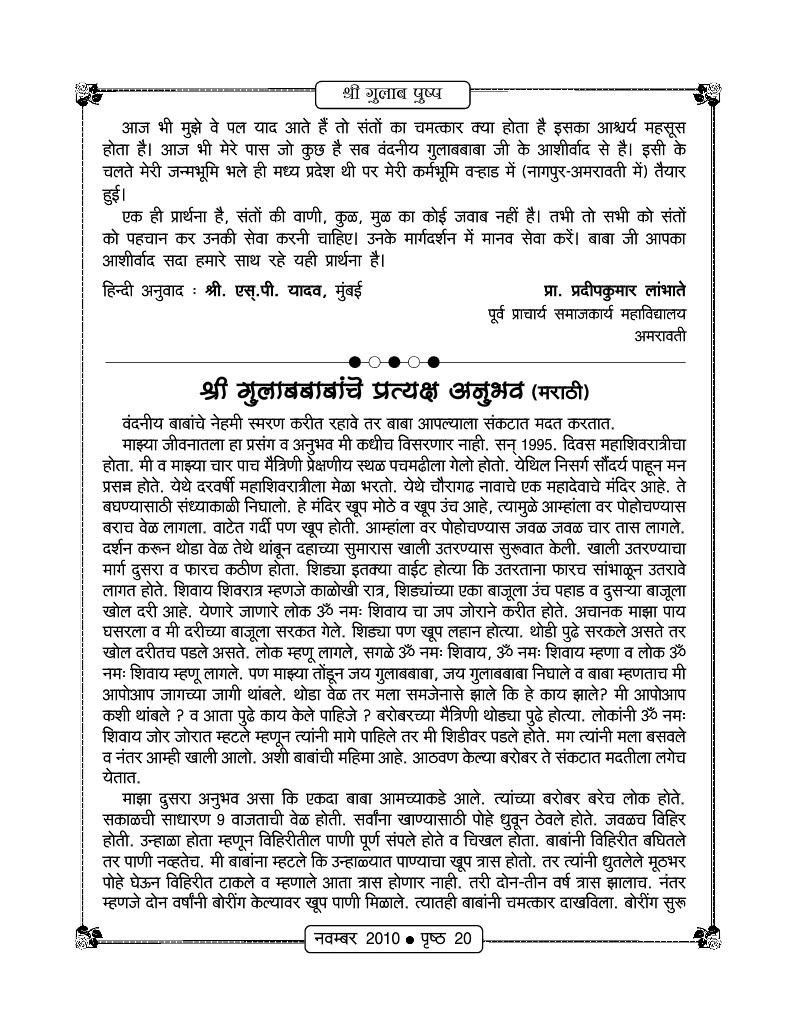 श्री गुलाब पुष्प
आज भी मुझे वे पल याद आते हैं तो संतों का चमत्कार क्या होता है इसका आश्चर्य महसूस
होता है। आज भी मेरे पास जो कुछ है सब वंदनीय गुलाबबाबा जी के आशीर्वाद से है। इसी के
चलते मेरी जन्मभूमि भले ही मध्य प्रदेश थी पर मेरी कर्मभूमि वऱ्हाड में (नागपुर-अमरावती में) तैयार
हुई।
एक ही प्रार्थना है, संतों की वाणी, कुळ, मुळ का कोई जवाब नहीं है। तभी तो सभी को संतों
को पहचान कर उनकी सेवा करनी चाहिए। उनके मार्गदर्शन में मानव सेवा करें। बाबा जी आपका
आशीर्वाद सदा हमारे साथ रहे यही प्रार्थना है।
हिन्दी अनुवाद : श्री. एस्.पी. यादव, मुंबई
प्रा. प्रदीपकुमार लांभाते
पूर्व प्राचार्य समाजकार्य महाविद्यालय
अमरावती
श्री गुलाबबाबांचे प्रत्यक्ष अनुभव (मराठी)
वंदनीय बाबांचे नेहमी स्मरण करीत रहावे तर बाबा आपल्याला संकटात मदत करतात.
माझ्या जीवनातला हा प्रसंग व अनुभव मी कधीच विसरणार नाही. सन् 1995. दिवस महाशिवरात्रीचा
होता. मी व माझ्या चार पाच मैत्रिणी प्रेक्षणीय स्थळ पचमढीला गेलो होतो. येथिल निसर्ग सौंदर्य पाहून मन
प्रसन्न होते. येथे दरवर्षी महाशिवरात्रीला मेळा भरतो. येथे चौरागढ नावाचे एक महादेवाचे मंदिर आहे. ते
बघण्यासाठी संध्याकाळी निघालो. हे मंदिर खूप मोठे व खूप उंच आहे, त्यामुळे आम्हांला वर पोहोचण्यास
बराच वेळ लागला. वाटेत गर्दी पण खूप होती. आम्हांला वर पोहोचण्यास जवळ जवळ चार तास लागले.
दर्शन करून थोडा वेळ तेथे थांबून दहाच्या सुमारास खाली उतरण्यास सुरूवात केली. खाली उतरण्याचा
मार्ग दुसरा व फारच कठीण होता. शिड्या इतक्या वाईट होत्या कि उतरताना फारच सांभाळून उतरावे
लागत होते. शिवाय शिवरात्र म्हणजे काळोखी रात्र, शिड्यांच्या एका बाजूला उंच पहाड व दुसऱ्या बाजूला
खोल दरी आहे. येणारे जाणारे लोक ॐ नमः शिवाय चा जप जोराने करीत होते. अचानक माझा पाय
घसरला व मी दरीच्या बाजूला सरकत गेले. शिड्या पण खूप लहान होत्या. थोडी पुढे सरकले असते तर
खोल दरीतच पडले असते. लोक म्हणू लागले, सगळे ॐ नमः शिवाय, ॐ नमः शिवाय म्हणा व लोक ॐ
नमः शिवाय म्हणू लागले. पण माझ्या तोंडून जय गुलाबबाबा, जय गुलाबबाबा निघाले व बाबा म्हणताच मी
आपोआप जागच्या जागी थांबले. थोडा वेळ तर मला समजेनासे झाले कि हे काय झाले? मी आपोआप
कशी थांबले ? व आता पुढे काय केले पाहिजे ? बरोबरच्या मैत्रिणी थोड्या पुढे होत्या. लोकांनी ॐ नमः
शिवाय जोर जोरात म्हटले म्हणून त्यांनी मागे पाहिले तर मी शिडीवर पडले होते. मग त्यांनी मला बसवले
व नंतर आम्ही खाली आलो. अशी बाबांची महिमा आहे. आठवण केल्या बरोबर ते संकटात मदतीला लगेच
येतात.
माझा दुसरा अनुभव असा कि एकदा बाबा आमच्याकडे आले. त्यांच्या बरोबर बरेच लोक होते.
सकाळची साधारण 9 वाजताची वेळ होती. सर्वांना खाण्यासाठी पोहे धुवून ठेवले होते. जवळच विहिर
होती. उन्हाळा होता म्हणून विहिरीतील पाणी पूर्ण संपले होते व चिखल होता. बाबांनी विहिरीत बघितले
तर पाणी नव्हतेच. मी बाबांना म्हटले कि उन्हाळ्यात पाण्याचा खूप त्रास होतो. तर त्यांनी धुतलेले मूठभर
पोहे घेऊन विहिरीत टाकले व म्हणाले आता त्रास होणार नाही. तरी दोन-तीन वर्ष त्रास झालाच. नंतर
म्हणजे दोन वर्षांनी बोरींग केल्यावर खूप पाणी मिळाले. त्यातही बाबांनी चमत्कार दाखविला. बोरींग सुरू
नवम्बर 2010 ● पृष्ठ 20